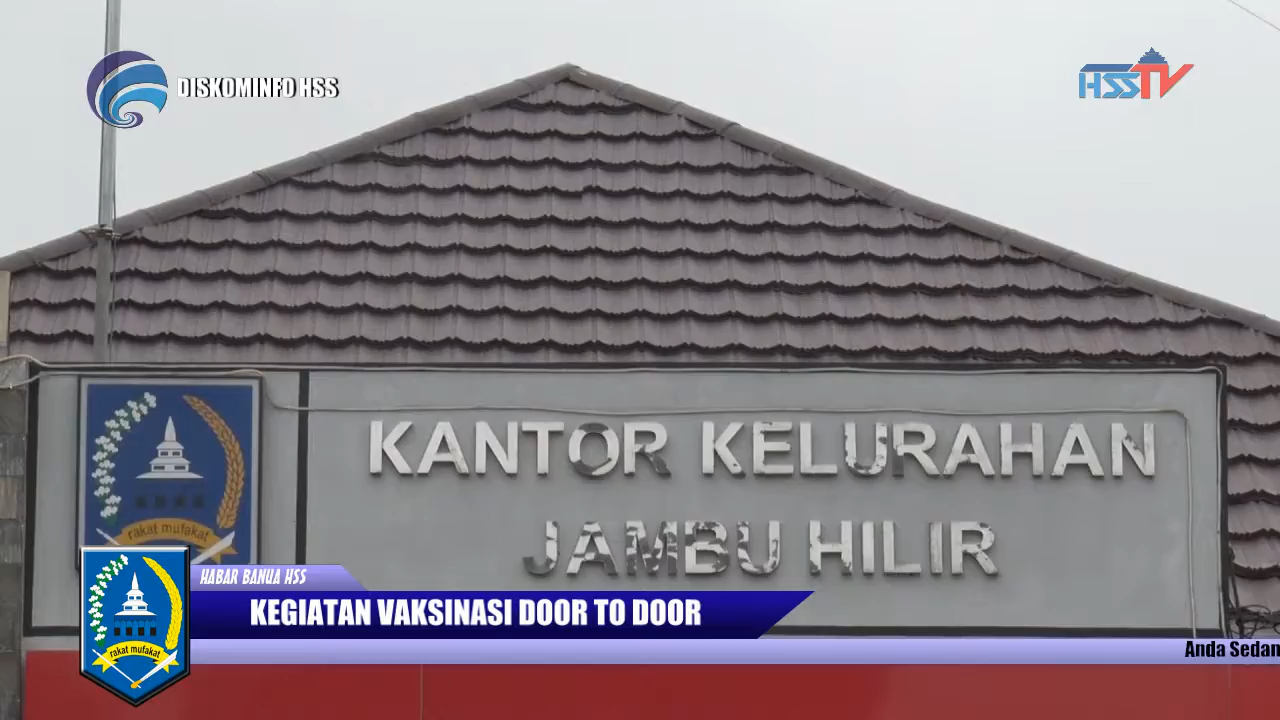 DISKOMINFO HSS
HSSTV
KANTOR KELURAHAN
JAMBU HILIR
rakat mufakat
HABAR BANUA HSS
KEGIATAN VAKSINASI DOOR TO DOOR
rakat mufakat
Anda Sedan